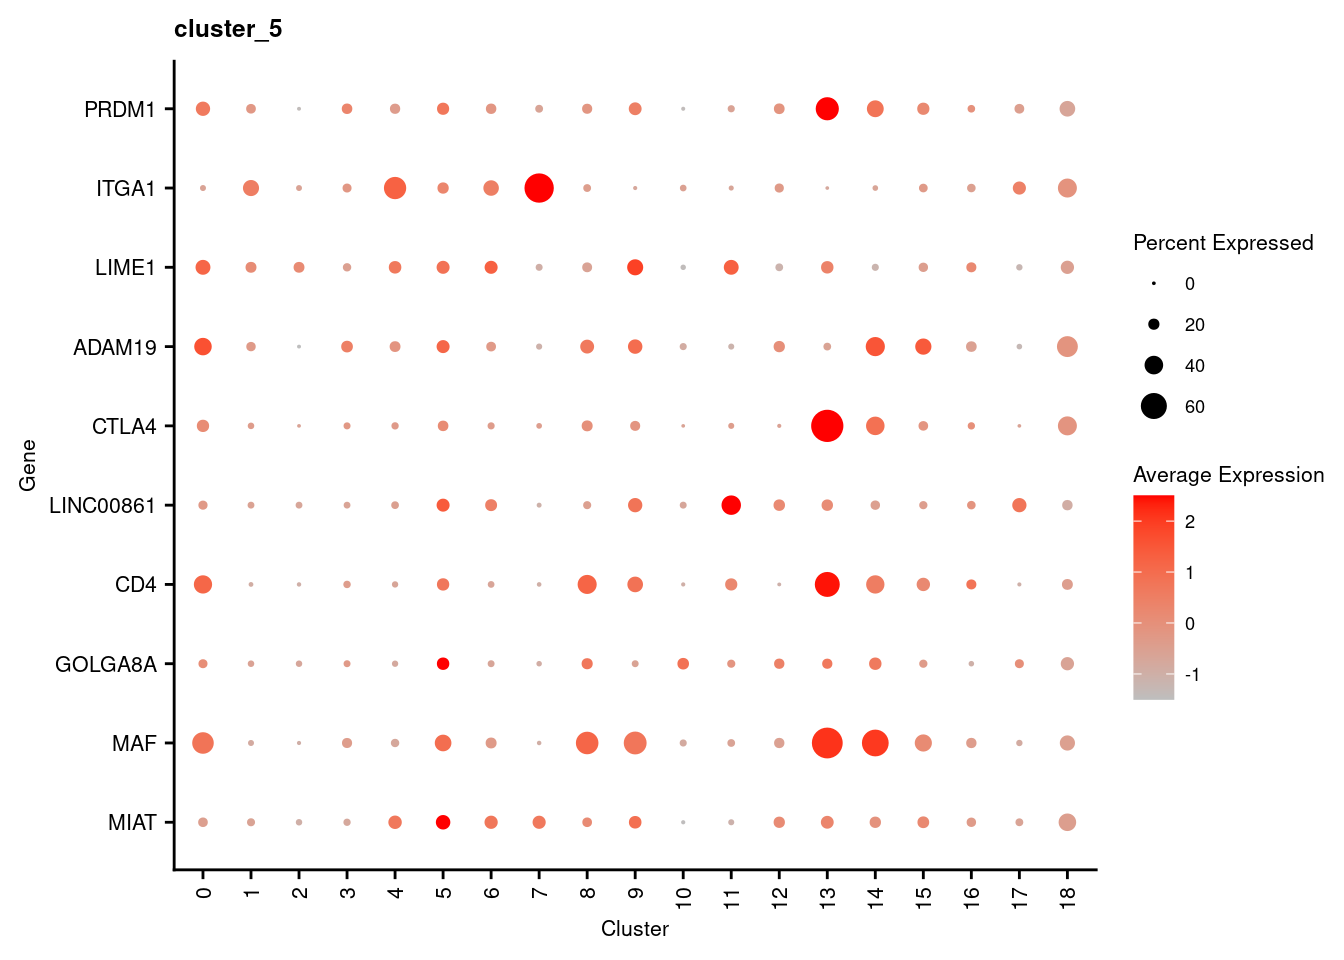 cluster_5
PRDM1
ITGA1
LIME1
ADAM19
CTLA4
LINC00861
CD4
GOLGA8A
MAF
MIAT
Gene
0 1 2 3 4 5 6 7 8 9 10 11 12 13 14 15 16 17 18
Cluster
Percent Expressed
0
20
40
60
Average Expression
2
1
0
-1